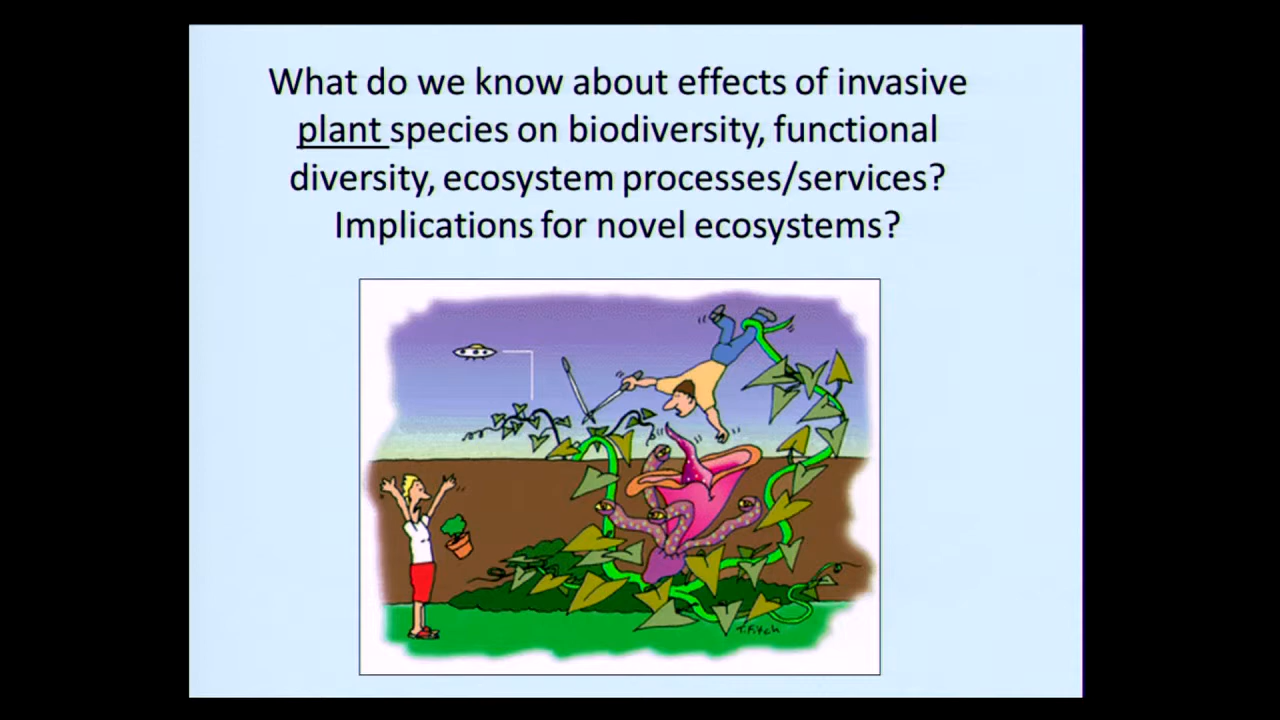 What do we know about effects of invasive
plant species on biodiversity, functional
diversity, ecosystem processes/services?
Implications for novel ecosystems?
T. Fitch